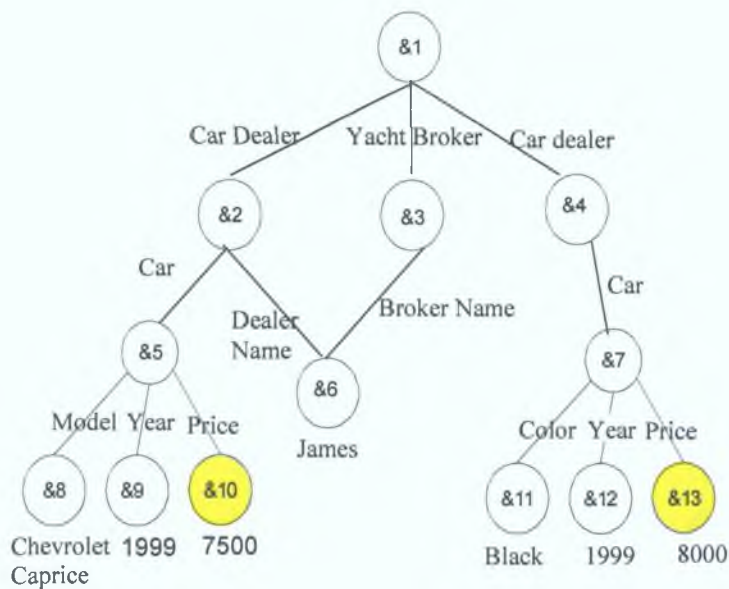 &1
Car Dealer Yacht Broker Car dealer
&2 &3 &4
Car
Dealer
Name
Broker Name
Car
&5
&6
&7
Model Year Price
James
Color Year Price
&8 &9 &10
&11 &12 &13
Chevrolet
Caprice
1999 7500
Black 1999 8000